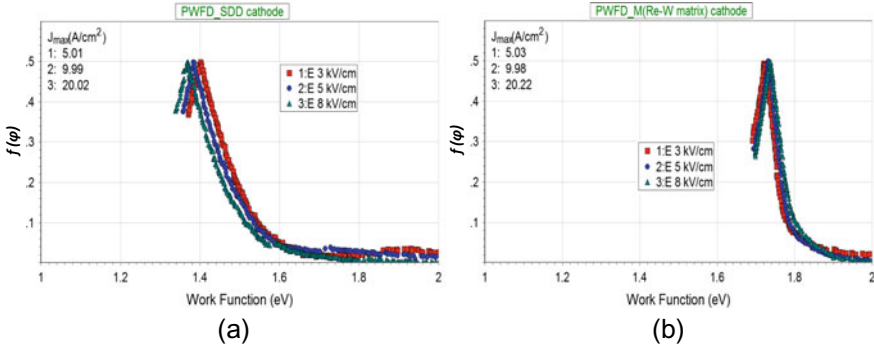 PWFD_SDD cathode
Jmax(A/cm²)
1: 5.01
2: 9.99
3: 20.02
1:E 3 kV/cm
2:E 5 kV/cm
3:E 8 kV/cm
.5
.4
.3
.2
.1
f (φ)
1 1.2 1.4 1.6 1.8 2
Work Function (eV)
(a)
PWFD_M(Re-W matrix) cathode
Jmax(A/cm²)
1: 5.03
2: 9.98
3: 20.22
1:E 3 kV/cm
2:E 5 kV/cm
3:E 8 kV/cm
.5
.4
.3
.2
.1
f (φ)
1 1.2 1.4 1.6 1.8 2
Work Function (eV)
(b)